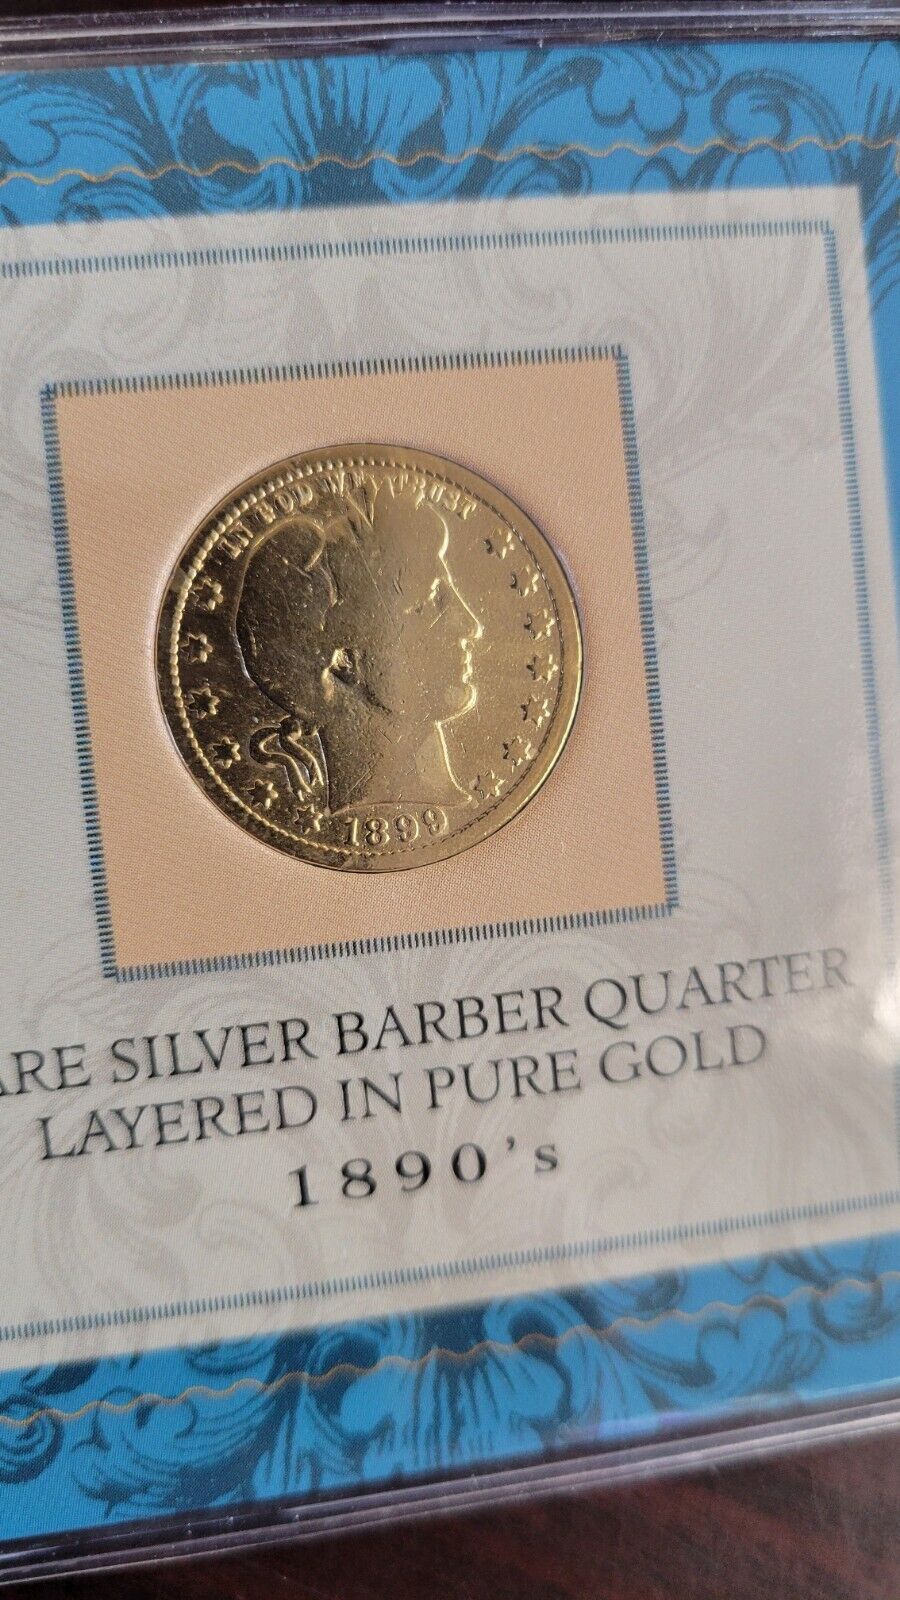 IN GOD WE TRUST
1899
ARE SILVER BARBER QUARTER
LAYERED IN PURE GOLD
1890's